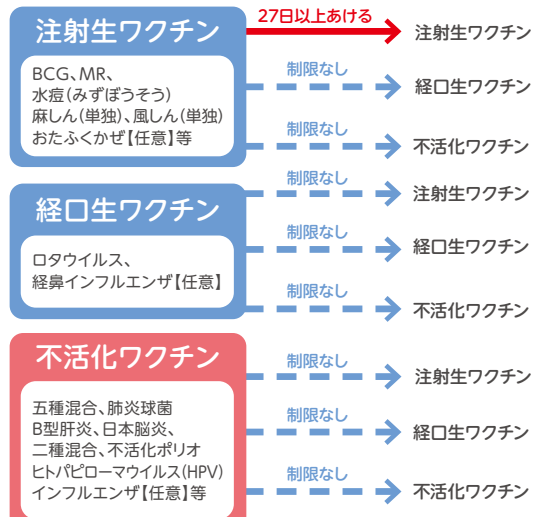 注射生ワクチン
BCG、MR、
水痘(みずぼうそう)
麻しん(単独)、風しん(単独)
おたふくかぜ【任意】等
27日以上あける
注射生ワクチン
制限なし
経口生ワクチン
制限なし
不活化ワクチン
経口生ワクチン
ロタウイルス、
経鼻インフルエンザ【任意】
制限なし
注射生ワクチン
制限なし
経口生ワクチン
制限なし
不活化ワクチン
不活化ワクチン
五種混合、肺炎球菌
B型肝炎、日本脳炎、
二種混合、不活化ポリオ
ヒトパピローマウイルス(HPV)
インフルエンザ【任意】等
制限なし
注射生ワクチン
制限なし
経口生ワクチン
制限なし
不活化ワクチン